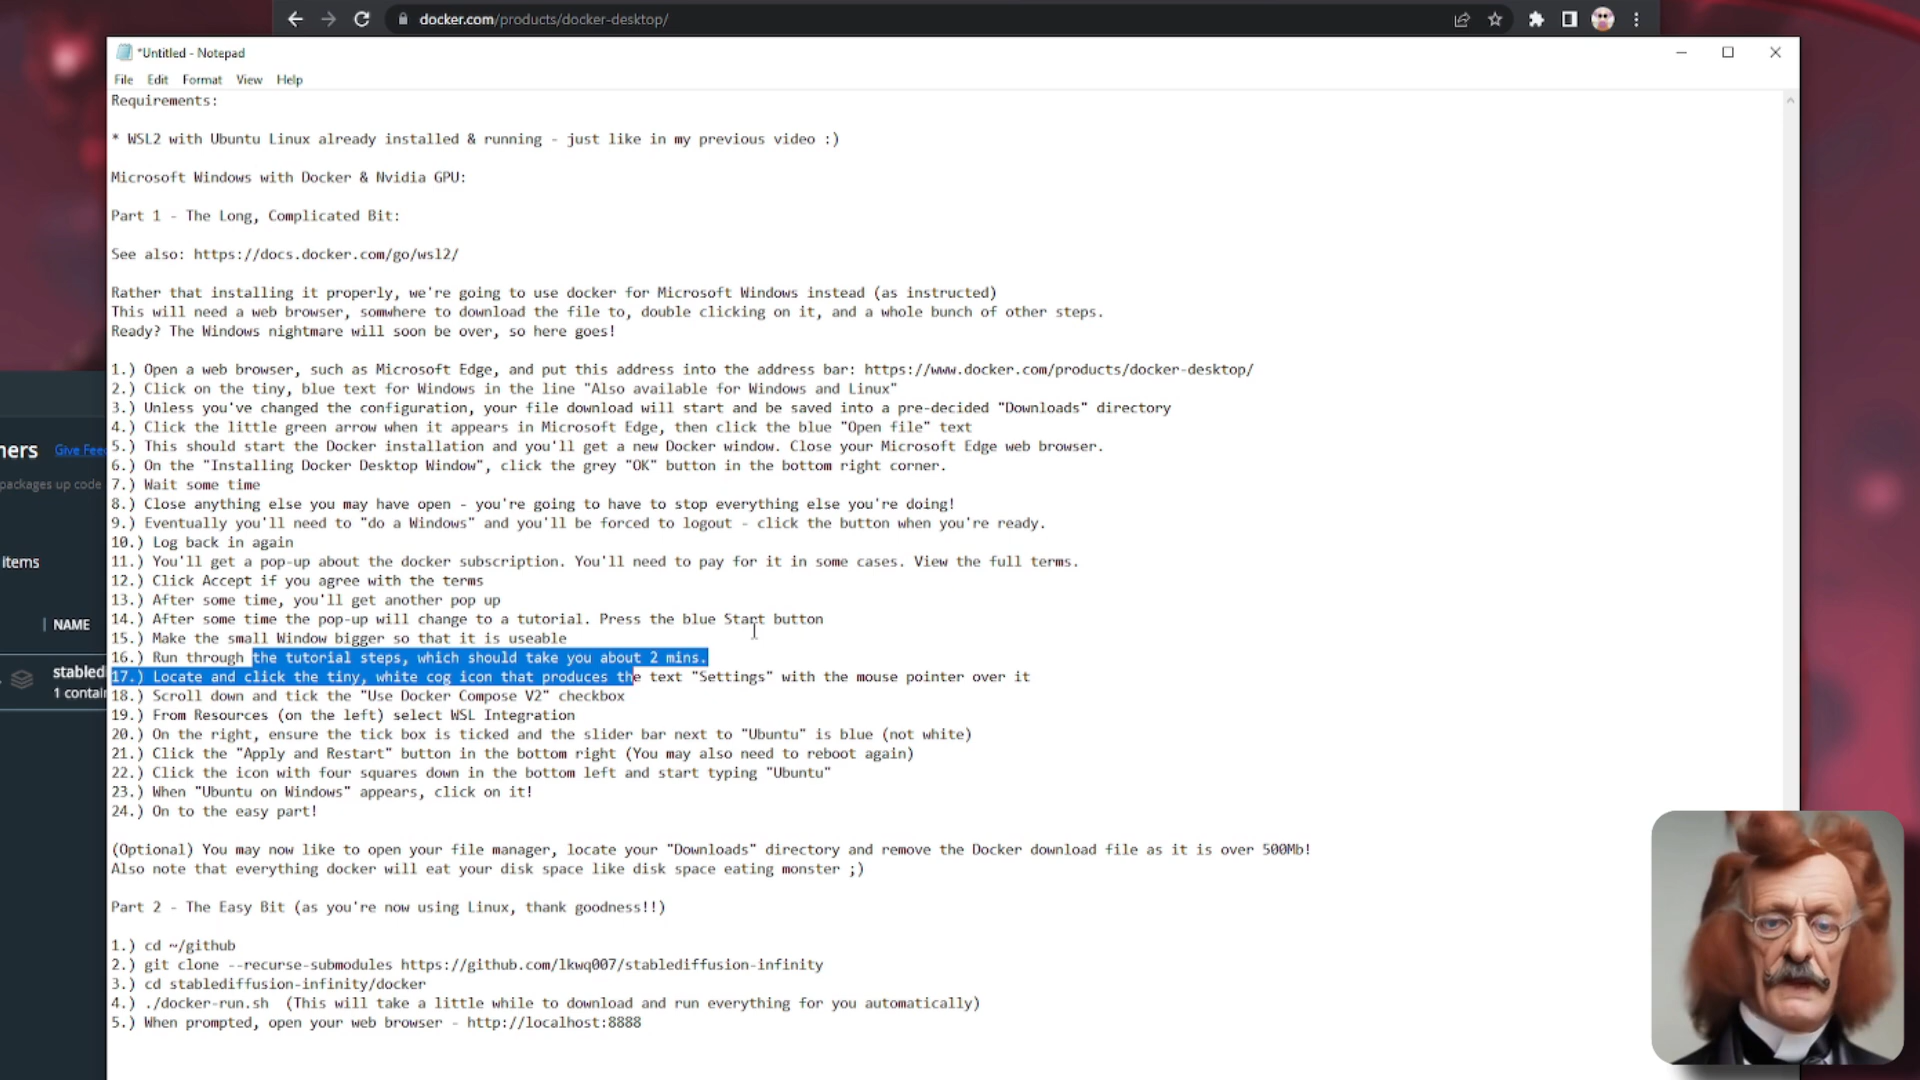 docker.com/products/docker-desktop/
*Untitled - Notepad
File Edit Format View Help
Requirements:
* WSL2 with Ubuntu Linux already installed & running - just like in my previous video :)
Microsoft Windows with Docker & Nvidia GPU:
Part 1 - The Long, Complicated Bit:
See also: https://docs.docker.com/go/wsl2/
Rather that installing it properly, we're going to use docker for Microsoft Windows instead (as instructed)
This will need a web browser, somwhere to download the file to, double clicking on it, and a whole bunch of other steps.
Ready? The Windows nightmare will soon be over, so here goes!
1.) Open a web browser, such as Microsoft Edge, and put this address into the address bar: https://www.docker.com/products/docker-desktop/
2.) Click on the tiny, blue text for Windows in the line "Also available for Windows and Linux"
3.) Unless you've changed the configuration, your file download will start and be saved into a pre-decided "Downloads" directory
4.) Click the little green arrow when it appears in Microsoft Edge, then click the blue "Open file" text
5.) This should start the Docker installation and you'll get a new Docker window. Close your Microsoft Edge web browser.
6.) On the "Installing Docker Desktop Window", click the grey "OK" button in the bottom right corner.
7.) Wait some time
8.) Close anything else you may have open - you're going to have to stop everything else you're doing!
9.) Eventually you'll need to "do a Windows" and you'll be forced to logout - click the button when you're ready.
10.) Log back in again
11.) You'll get a pop-up about the docker subscription. You'll need to pay for it in some cases. View the full terms.
12.) Click Accept if you agree with the terms
13.) After some time, you'll get another pop up
14.) After some time the pop-up will change to a tutorial. Press the blue Start button
15.) Make the small Window bigger so that it is useable
16.) Run through the tutorial steps, which should take you about 2 mins.
17.) Locate and click the tiny, white cog icon that produces the text "Settings" with the mouse pointer over it
18.) Scroll down and tick the "Use Docker Compose V2" checkbox
19.) From Resources (on the left) select WSL Integration
20.) On the right, ensure the tick box is ticked and the slider bar next to "Ubuntu" is blue (not white)
21.) Click the "Apply and Restart" button in the bottom right (You may also need to reboot again)
22.) Click the icon with four squares down in the bottom left and start typing "Ubuntu"
23.) When "Ubuntu on Windows" appears, click on it!
24.) On to the easy part!
(Optional) You may now like to open your file manager, locate your "Downloads" directory and remove the Docker download file as it is over 500Mb!
Also note that everything docker will eat your disk space like disk space eating monster ;)
Part 2 - The Easy Bit (as you're now using Linux, thank goodness!!)
1.) cd ~/github
2.) git clone --recurse-submodules https://github.com/lkwq007/stablediffusion-infinity
3.) cd stablediffusion-infinity/docker
4.) ./docker-run.sh (This will take a little while to download and run everything for you automatically)
5.) When prompted, open your web browser - http://localhost:8888
ners Give Fee
packages up code
items
NAME
stabled
1 contai